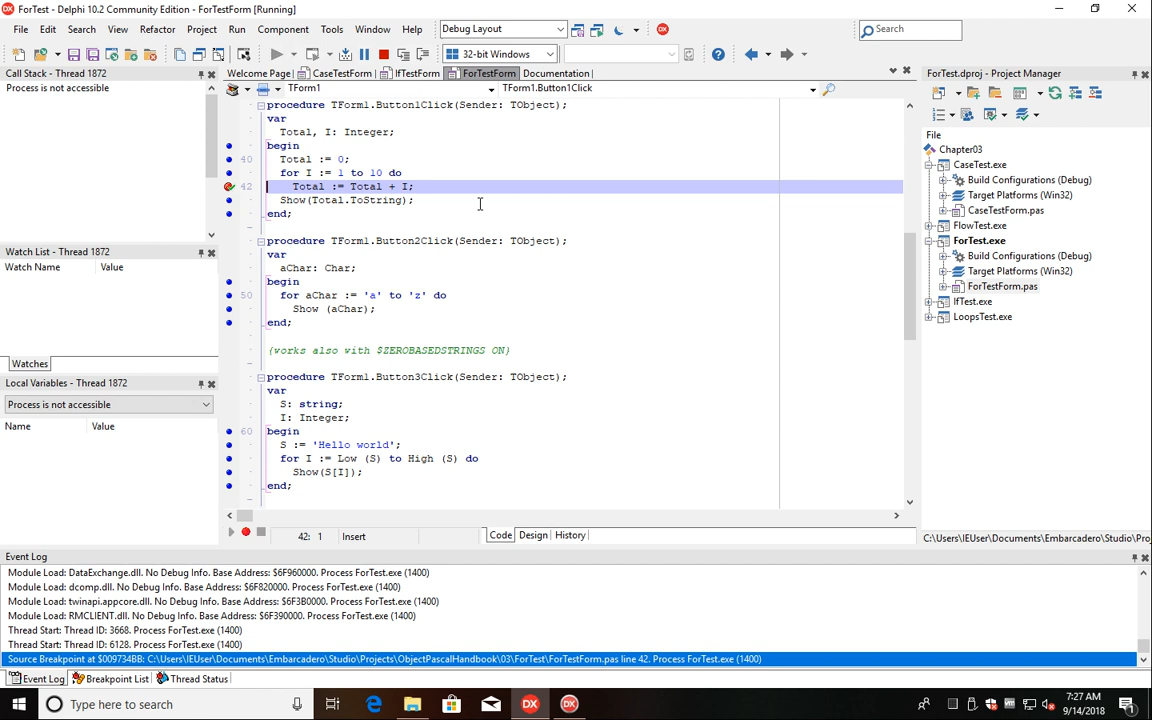 ForTest - Delphi 10.2 Community Edition - ForTestForm [Running]
File Edit Search View Refactor Project Run Component Tools Window Help
Debug Layout
Search
32-bit Windows
Call Stack - Thread 1872
Process is not accessible
Watch List - Thread 1872
Watch Name Value
Watches
Local Variables - Thread 1872
Process is not accessible
Name Value
Welcome Page CaseTestForm IfTestForm ForTestForm Documentation
TForm1 TForm1.Button1Click
procedure TForm1.Button1Click(Sender: TObject);
var
Total, I: Integer;
begin
40 Total := 0;
for I := 1 to 10 do
42 Total := Total + I;
Show(Total.ToString);
end;
procedure TForm1.Button2Click(Sender: TObject);
var
aChar: Char;
begin
50 for aChar := 'a' to 'z' do
Show (aChar);
end;
{works also with $ZEROBASEDSTRINGS ON}
procedure TForm1.Button3Click(Sender: TObject);
var
S: string;
I: Integer;
60 begin
S := 'Hello world';
for I := Low (S) to High (S) do
Show(S[I]);
end;
42: 1 Insert
Code Design History
ForTest.dproj - Project Manager
File
Chapter03
CaseTest.exe
Build Configurations (Debug)
Target Platforms (Win32)
CaseTestForm.pas
FlowTest.exe
ForTest.exe
Build Configurations (Debug)
Target Platforms (Win32)
ForTestForm.pas
IfTest.exe
LoopsTest.exe
C:\Users\IEUser\Documents\Embarcadero\Studio\Pro
Event Log
Module Load: DataExchange.dll. No Debug Info. Base Address: $6F960000. Process ForTest.exe (1400)
Module Load: dcomp.dll. No Debug Info. Base Address: $6F820000. Process ForTest.exe (1400)
Module Load: twinapi.appcore.dll. No Debug Info. Base Address: $6F3B0000. Process ForTest.exe (1400)
Module Load: RMCLIENT.dll. No Debug Info. Base Address: $6F390000. Process ForTest.exe (1400)
Thread Start: Thread ID: 3668. Process ForTest.exe (1400)
Thread Start: Thread ID: 6128. Process ForTest.exe (1400)
Source Breakpoint at $009734BB: C:\Users\IEUser\Documents\Embarcadero\Studio\Projects\ObjectPascalHandbook\03\ForTest\ForTestForm.pas line 42. Process ForTest.exe (1400)
Event Log Breakpoint List Thread Status
Type here to search
DX
DX
7:27 AM
9/14/2018
1